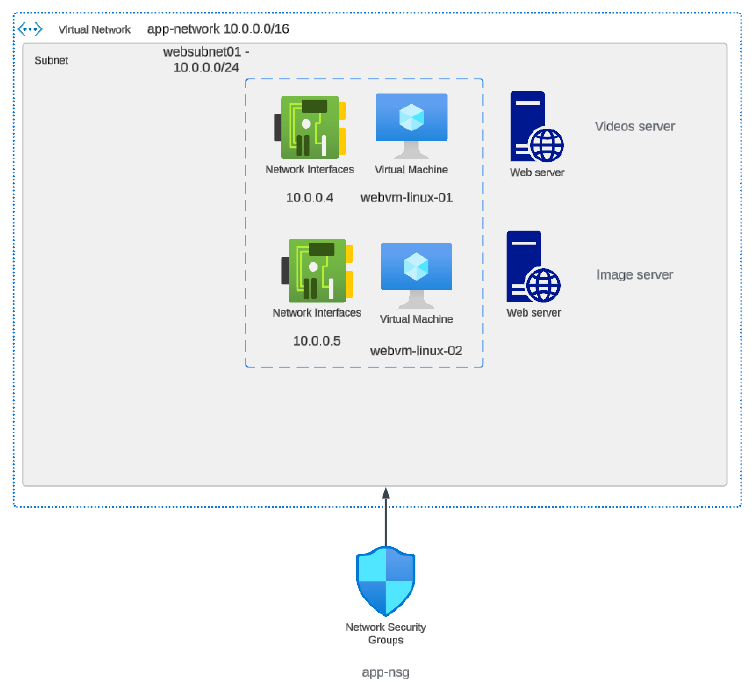 Virtual Network app-network 10.0.0.0/16
Subnet
websubnet01 -
10.0.0.0/24
Network Interfaces
Virtual Machine
Web server
Videos server
10.0.0.4
webvm-linux-01
Network Interfaces
Virtual Machine
Web server
Image server
10.0.0.5
webvm-linux-02
Network Security
Groups
app-nsg